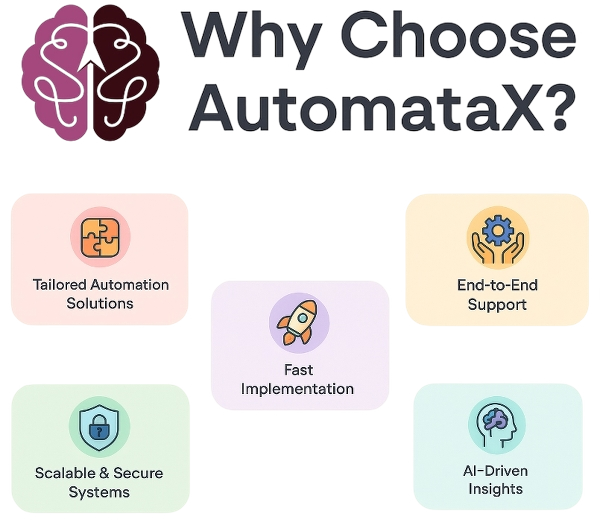 Why Choose
AutomataX?
Tailored Automation
Solutions
End-to-End
Support
Fast
Implementation
Scalable & Secure
Systems
AI-Driven
Insights